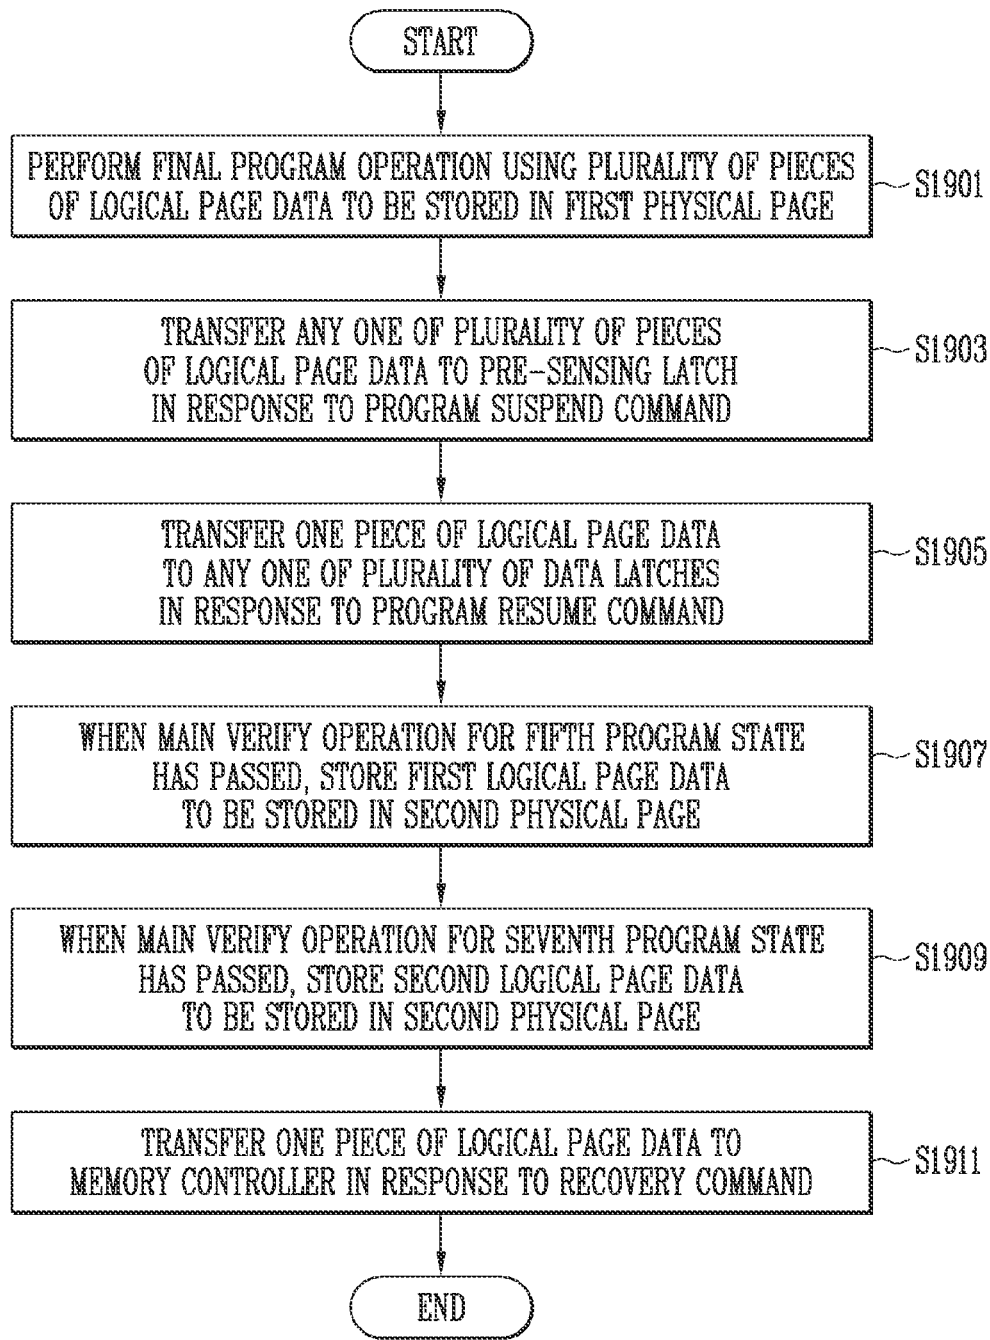 START
PERFORM FINAL PROGRAM OPERATION USING PLURALITY OF PIECES
OF LOGICAL PAGE DATA TO BE STORED IN FIRST PHYSICAL PAGE
S1901
TRANSFER ANY ONE OF PLURALITY OF PIECES
OF LOGICAL PAGE DATA TO PRE-SENSING LATCH
IN RESPONSE TO PROGRAM SUSPEND COMMAND
S1903
TRANSFER ONE PIECE OF LOGICAL PAGE DATA
TO ANY ONE OF PLURALITY OF DATA LATCHES
IN RESPONSE TO PROGRAM RESUME COMMAND
S1905
WHEN MAIN VERIFY OPERATION FOR FIFTH PROGRAM STATE
HAS PASSED, STORE FIRST LOGICAL PAGE DATA
TO BE STORED IN SECOND PHYSICAL PAGE
S1907
WHEN MAIN VERIFY OPERATION FOR SEVENTH PROGRAM STATE
HAS PASSED, STORE SECOND LOGICAL PAGE DATA
TO BE STORED IN SECOND PHYSICAL PAGE
S1909
TRANSFER ONE PIECE OF LOGICAL PAGE DATA TO
MEMORY CONTROLLER IN RESPONSE TO RECOVERY COMMAND
S1911
END